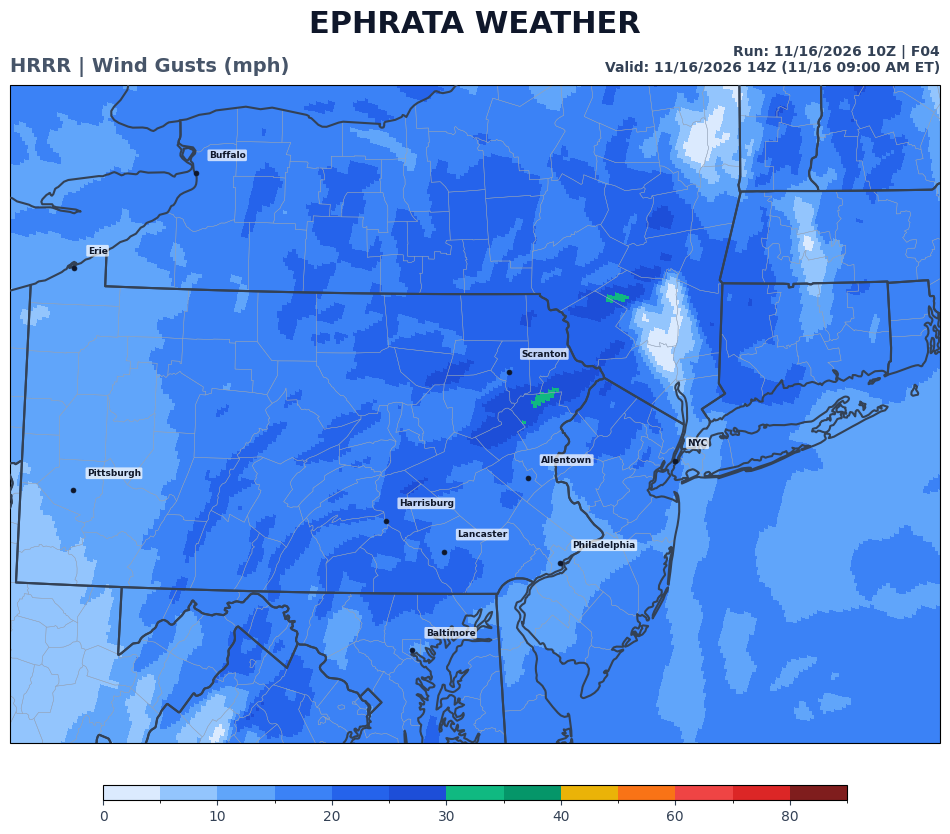 EPHRATA WEATHER
HRRR | Wind Gusts (mph)
Run: 11/16/2026 10Z | F04
Valid: 11/16/2026 14Z (11/16 09:00 AM ET)
Buffalo
Erie
Scranton
NYC
Allentown
Pittsburgh
Harrisburg
Lancaster
Philadelphia
Baltimore
0 10 20 30 40 60 80